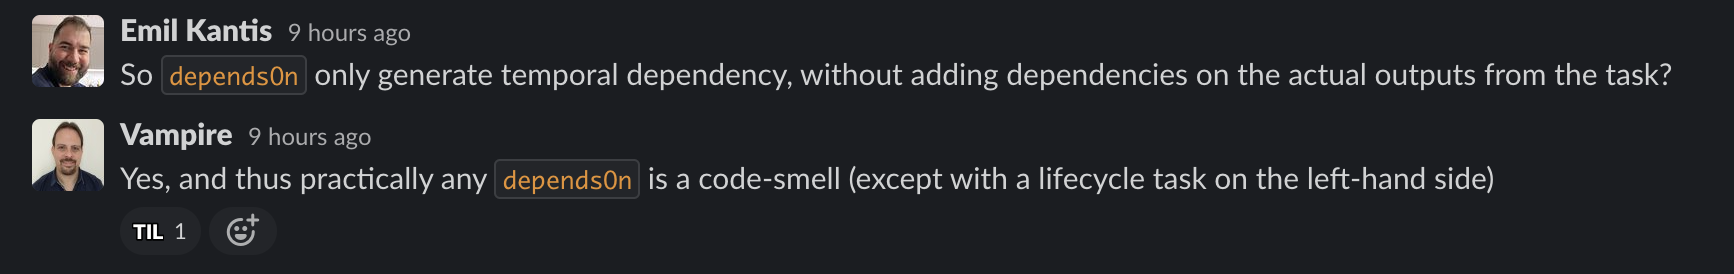 Emil Kantis 9 hours ago
So dependsOn only generate temporal dependency, without adding dependencies on the actual outputs from the task?
Vampire 9 hours ago
Yes, and thus practically any dependsOn is a code-smell (except with a lifecycle task on the left-hand side)
TIL 1